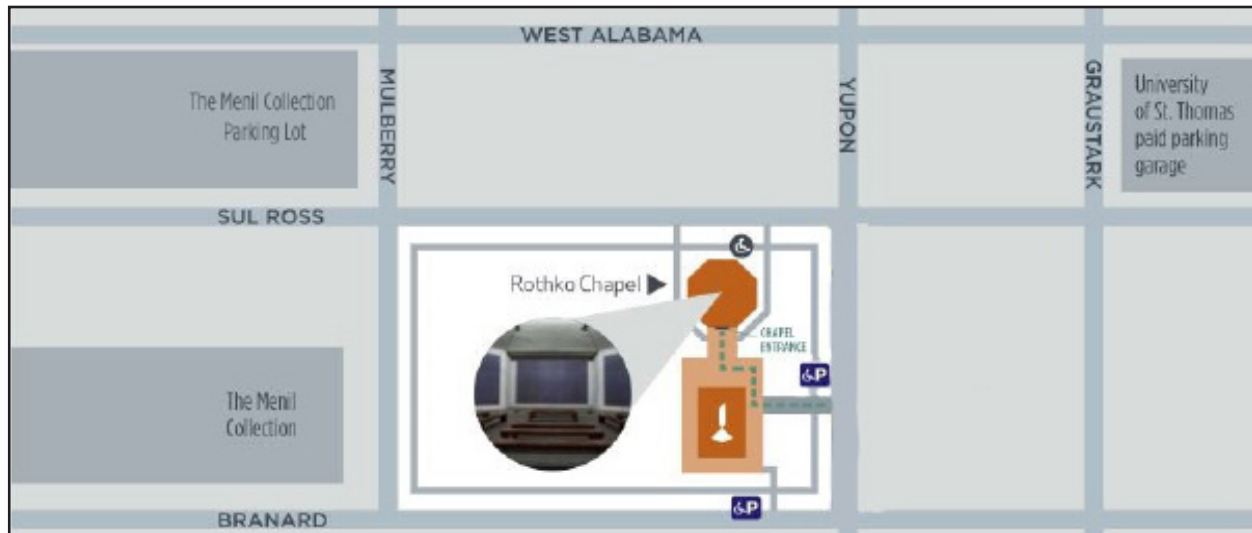 WEST ALABAMA
The Menil Collection
Parking Lot
MULBERRY
YUPON
GRAUSTARK
University
of St. Thomas
paid parking
garage
SUL ROSS
Rothko Chapel
CHAPEL
ENTRANCE
P
The Menil
Collection
P
BRANARD